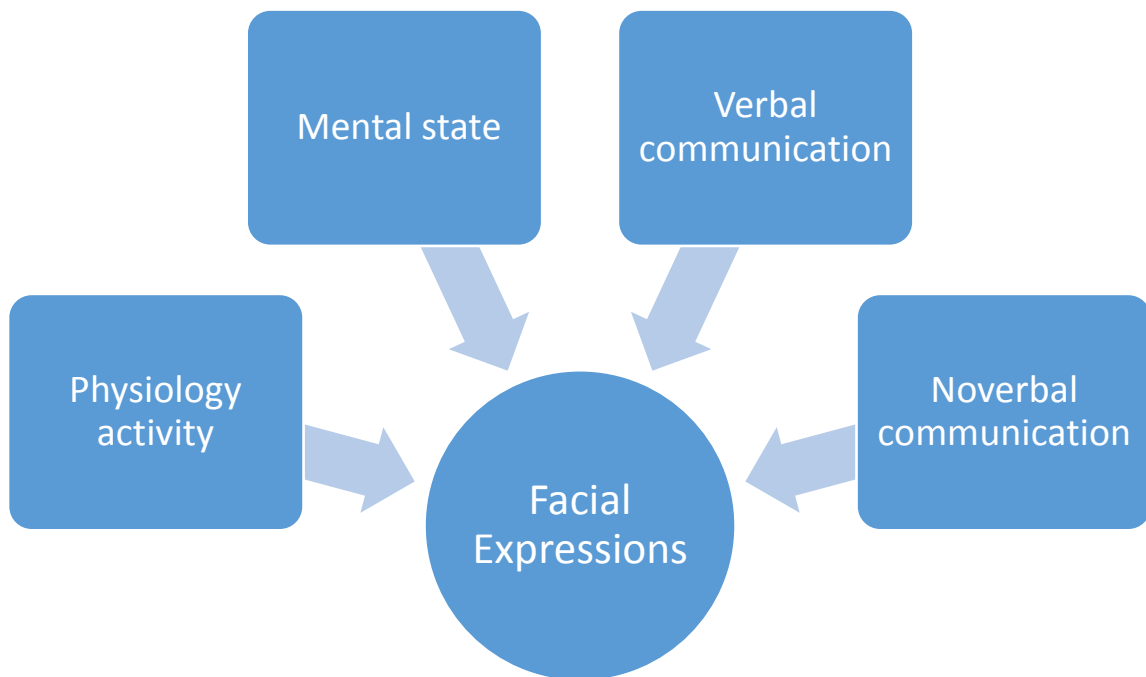 Mental state
Verbal
communication
Physiology
activity
Noverbal
communication
Facial
Expressions